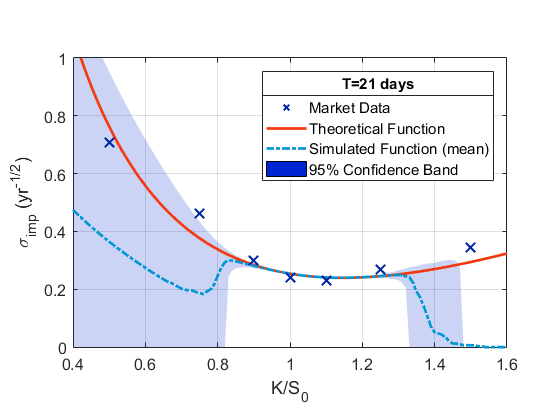 T=21 days
Market Data
Theoretical Function
Simulated Function (mean)
95% Confidence Band
1
0.8
0.6
0.4
0.2
0
σimp (yr-1/2)
0.4 0.6 0.8 1 1.2 1.4 1.6
K/S0